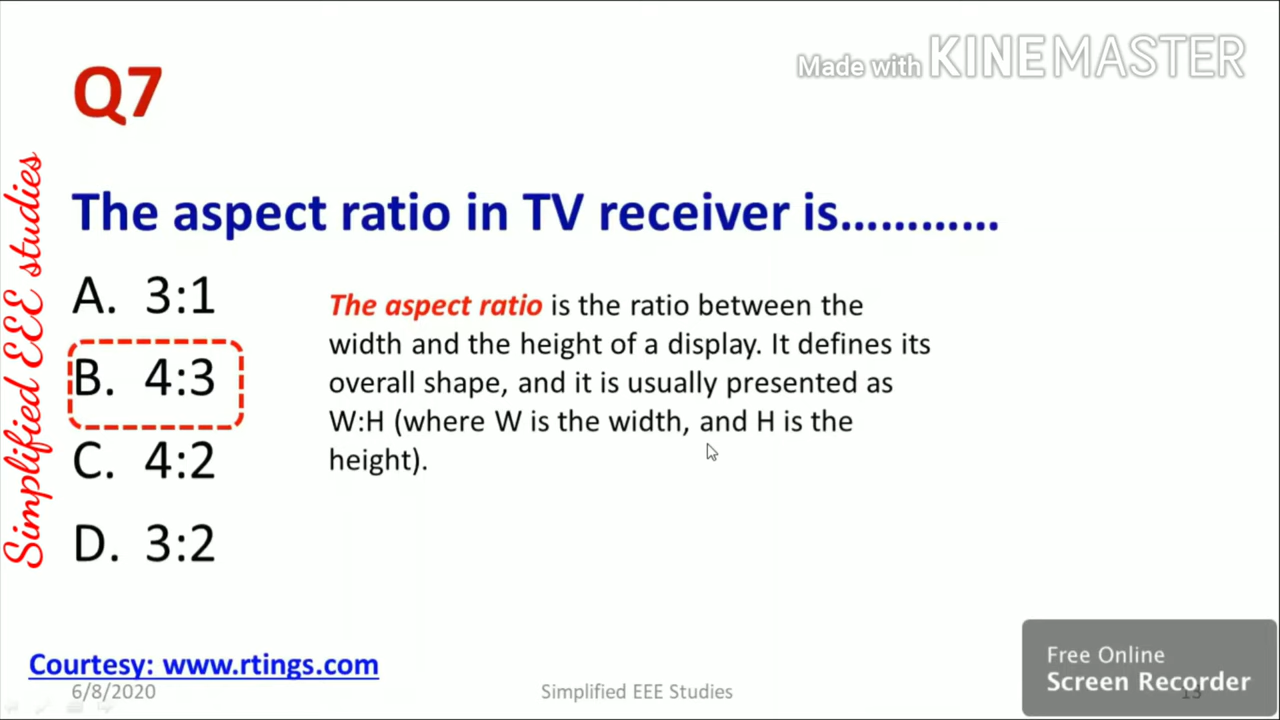 Made with KINEMASTER
Q7
Simplified EEE studies
The aspect ratio in TV receiver is............
A. 3:1
B. 4:3
C. 4:2
D. 3:2
The aspect ratio is the ratio between the
width and the height of a display. It defines its
overall shape, and it is usually presented as
W:H (where W is the width, and H is the
height).
Courtesy: www.rtings.com
6/8/2020
Simplified EEE Studies
Free Online
Screen Recorder